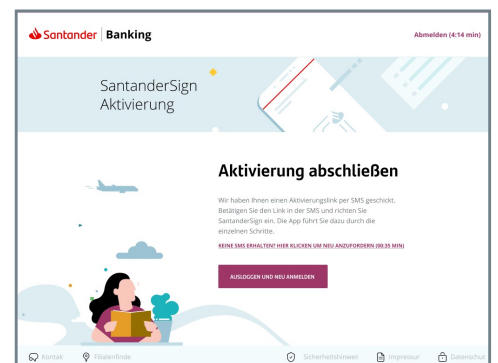 Santander | Banking
Abmelden (4:14 min)
SantanderSign
Aktivierung
Aktivierung abschließen
Wir haben Ihnen einen Aktivierungslink per SMS geschickt.
Betätigen Sie den Link in der SMS und richten Sie
SantanderSign ein. Die App führt Sie dazu durch die
einzelnen Schritte.
KEINE SMS ERHALTEN? HIER KLICKEN UM NEU ANZUFORDERN (00:35 MIN)
AUSLOGGEN UND NEU ANMELDEN
Kontak
Filialenfinde
Sicherheitshinwei
Impressur
Datenschut